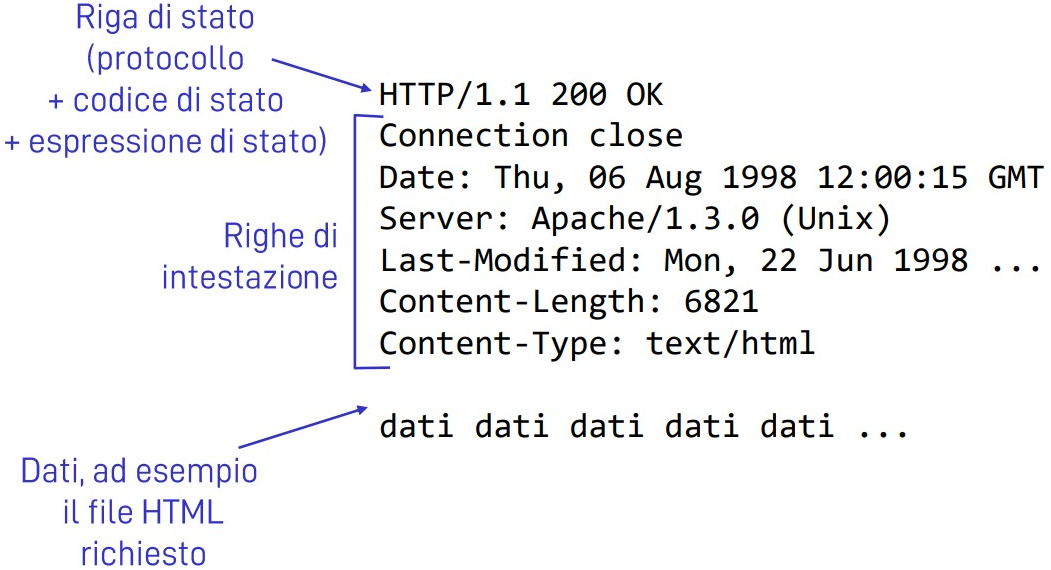 Riga di stato
(protocollo
+ codice di stato
+ espressione di stato)
HTTP/1.1 200 OK
Connection close
Date: Thu, 06 Aug 1998 12:00:15 GMT
Server: Apache/1.3.0 (Unix)
Last-Modified: Mon, 22 Jun 1998 ...
Content-Length: 6821
Content-Type: text/html
Righe di
intestazione
dati dati dati dati dati ...
Dati, ad esempio
il file HTML
richiesto